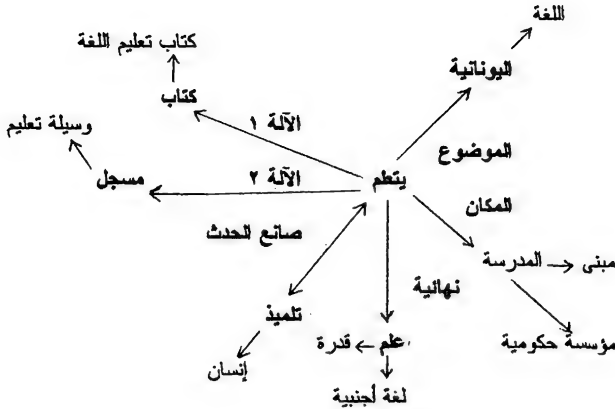 اللغة
كتاب تعليم اللغة
اليونانية
كتاب
وسيلة تعليم
الآلة ١
الموضوع
مسجل
الآلة ٢
يتعلم
المكان
صانع الحدث
مبنى
المدرسة
نهائية
تلميذ
علم
قدرة
مؤسسة حكومية
إنسان
لغة أجنبية